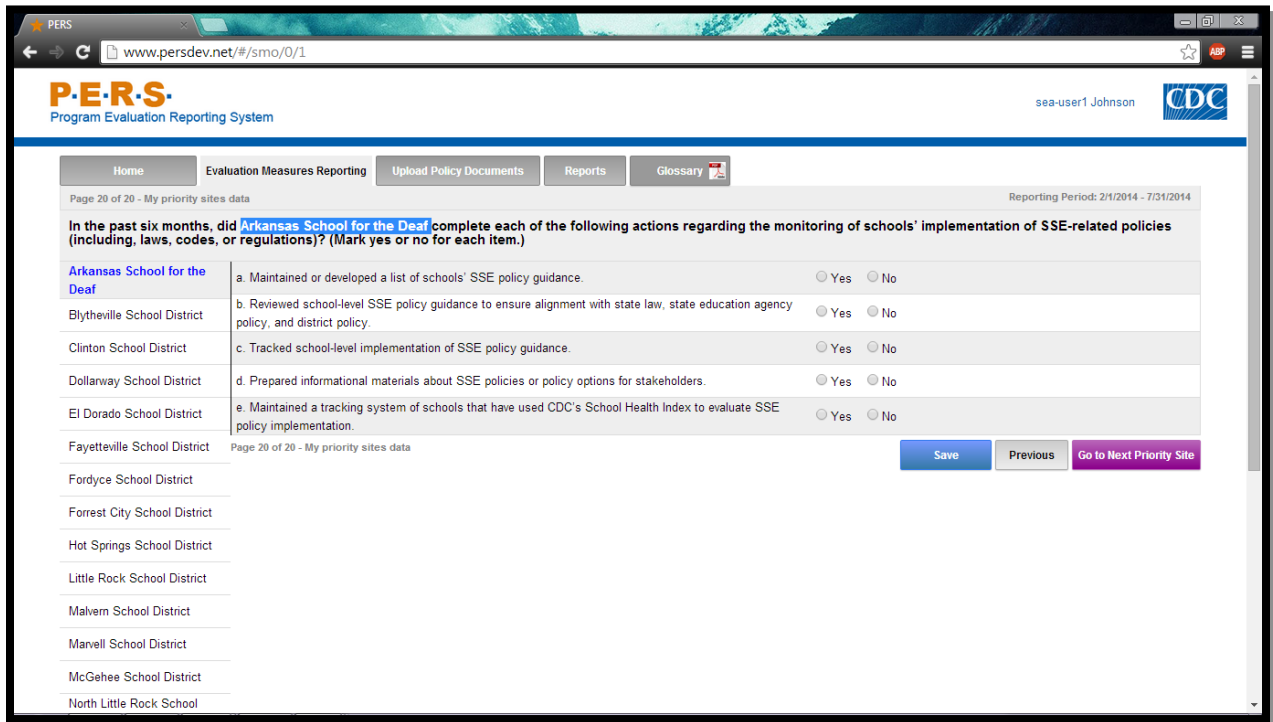 PERS
www.persdev.net/#/smo/0/1
ABP
P·E·R·S·
Program Evaluation Reporting System
sea-user1 Johnson
CDC
Home
Evaluation Measures Reporting
Upload Policy Documents
Reports
Glossary
Page 20 of 20 - My priority sites data
Reporting Period: 2/1/2014 - 7/31/2014
In the past six months, did Arkansas School for the Deaf complete each of the following actions regarding the monitoring of schools' implementation of SSE-related policies
(including, laws, codes, or regulations)? (Mark yes or no for each item.)
Arkansas School for the
Deaf
a. Maintained or developed a list of schools' SSE policy guidance.
Yes No
Blytheville School District
b. Reviewed school-level SSE policy guidance to ensure alignment with state law, state education agency
policy, and district policy.
Yes No
Clinton School District
c. Tracked school-level implementation of SSE policy guidance.
Yes No
Dollarway School District
d. Prepared informational materials about SSE policies or policy options for stakeholders.
Yes No
El Dorado School District
e. Maintained a tracking system of schools that have used CDC's School Health Index to evaluate SSE
policy implementation.
Yes No
Fayetteville School District
Page 20 of 20 - My priority sites data
Save
Previous
Go to Next Priority Site
Fordyce School District
Forrest City School District
Hot Springs School District
Little Rock School District
Malvern School District
Marvell School District
McGehee School District
North Little Rock School